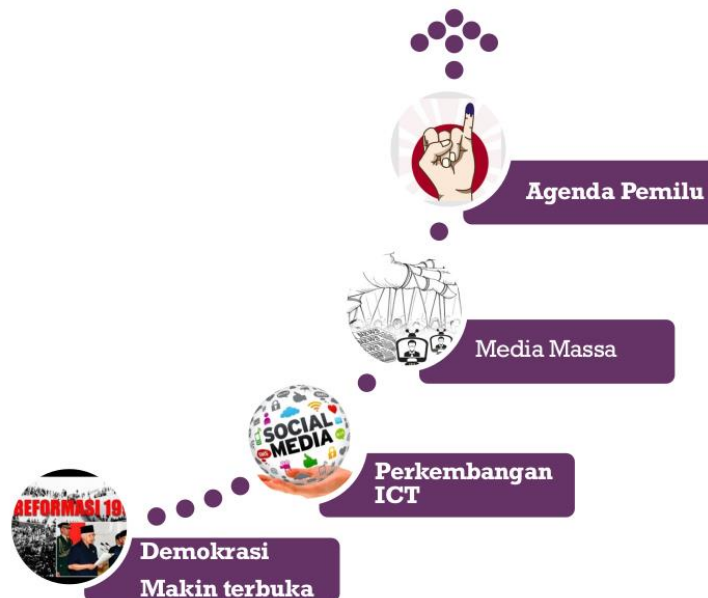 Agenda Pemilu
Media Massa
SOCIAL
MEDIA
Perkembangan
ICT
REFORMASI 19
Demokrasi
Makin terbuka